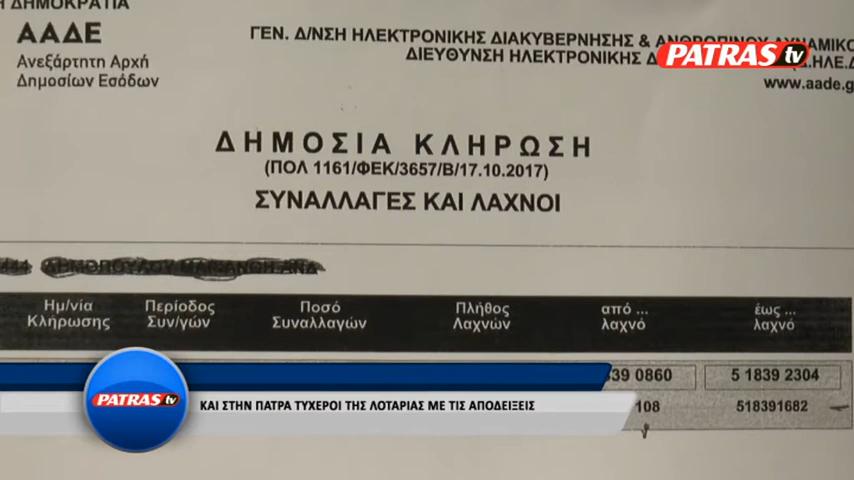 Η ΔΗΜΟΚΡΑΤΙΑ
ΑΑΔΕ
Ανεξάρτητη Αρχή
Δημοσίων Εσόδων
ΓΕΝ. Δ/ΝΣΗ ΗΛΕΚΤΡΟΝΙΚΗΣ ΔΙΑΚΥΒΕΡΝΗΣΗΣ & ΑΝΘΡΩΠΙΝΟΥ ΔΥΝΑΜΙΚΟ
ΔΙΕΥΘΥΝΣΗ ΗΛΕΚΤΡΟΝΙΚΗΣ
PATRAS tv
www.aade.g
ΔΗΜΟΣΙΑ ΚΛΗΡΩΣΗ
(ΠΟΛ 1161/ΦΕΚ/3657/Β/17.10.2017)
ΣΥΝΑΛΛΑΓΕΣ ΚΑΙ ΛΑΧΝΟΙ
Ημ/νία Κλήρωσης
Περίοδος Συν/γών
Ποσό Συναλλαγών
Πλήθος Λαχνών
από ... λαχνό
έως ... λαχνό
839 0860
5 1839 2304
108
518391682
PATRAS tv
ΚΑΙ ΣΤΗΝ ΠΑΤΡΑ ΤΥΧΕΡΟΙ ΤΗΣ ΛΟΤΑΡΙΑΣ ΜΕ ΤΙΣ ΑΠΟΔΕΙΞΕΙΣ